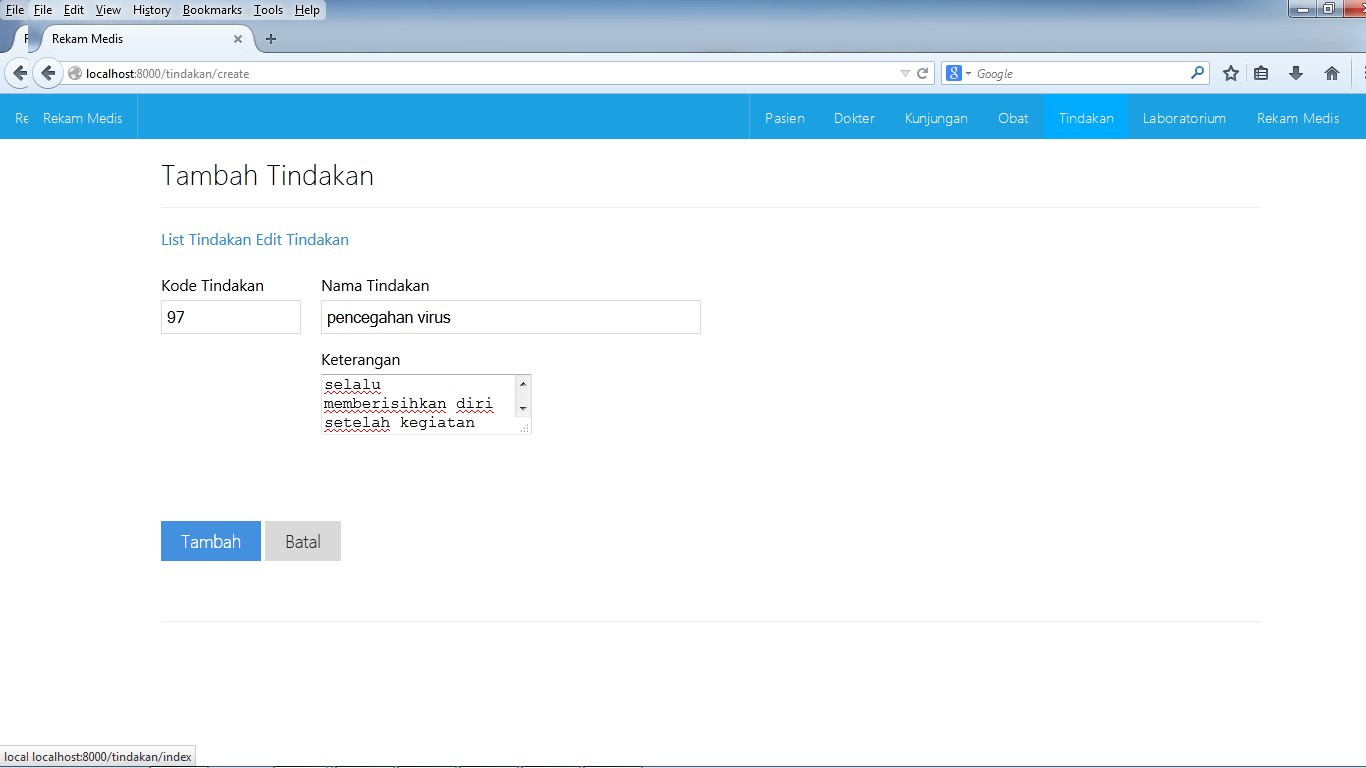 File File Edit View History Bookmarks Tools Help
Rekam Medis
localhost:8000/tindakan/create
8 Google
Re Rekam Medis Pasien Dokter Kunjungan Obat Tindakan Laboratorium Rekam Medis
Tambah Tindakan
List Tindakan Edit Tindakan
Kode Tindakan Nama Tindakan
97 pencegahan virus
Keterangan
selalu
memberisihkan diri
setelah kegiatan
Tambah Batal
local localhost:8000/tindakan/index